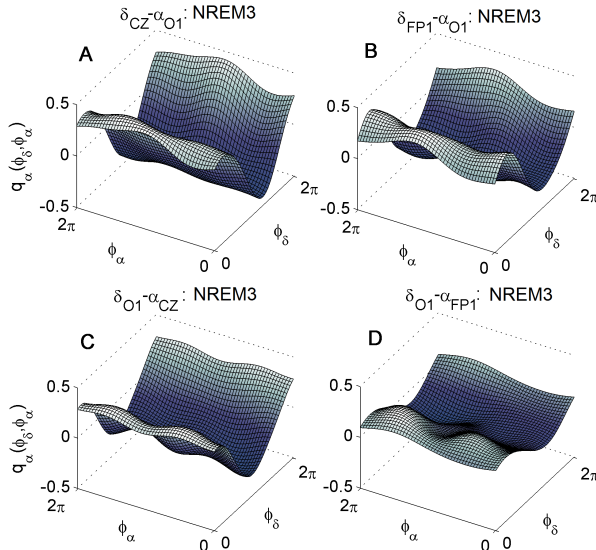 δCZ-αO1: NREM3
δFP1-αO1: NREM3
A
B
0.5
0
-0.5
qα(ϕδ,ϕα)
2π
ϕα
0
0
ϕδ
2π
0.5
0
-0.5
2π
ϕα
0
0
ϕδ
2π
δO1-αCZ: NREM3
δO1-αFP1: NREM3
C
D
0.5
0
-0.5
qα(ϕδ,ϕα)
2π
ϕα
0
0
ϕδ
2π
0.5
0
-0.5
2π
ϕα
0
0
ϕδ
2π